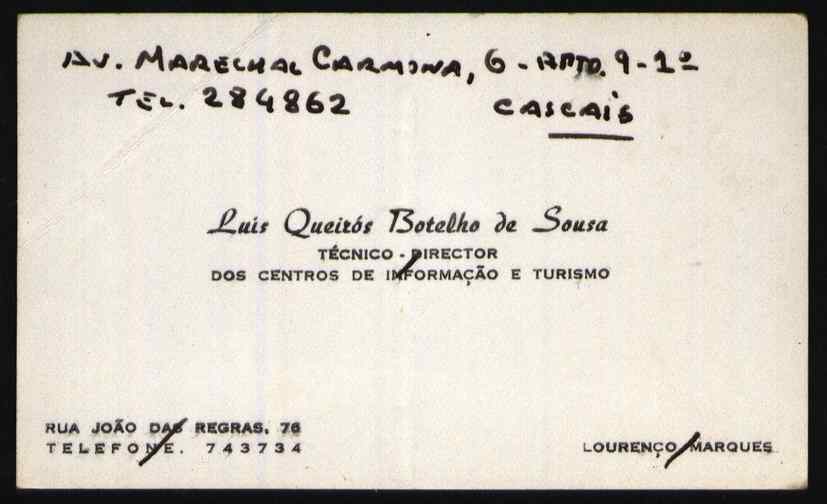 AV. MARECHAL CARMONA, 6 - APTO. 9 - 1º
TEL. 284862 CASCAIS
Luis Queirós Botelho de Sousa
TÉCNICO - DIRECTOR
DOS CENTROS DE INFORMAÇÃO E TURISMO
RUA JOÃO DAS REGRAS, 76
TELEFONE. 743734 LOURENÇO MARQUES